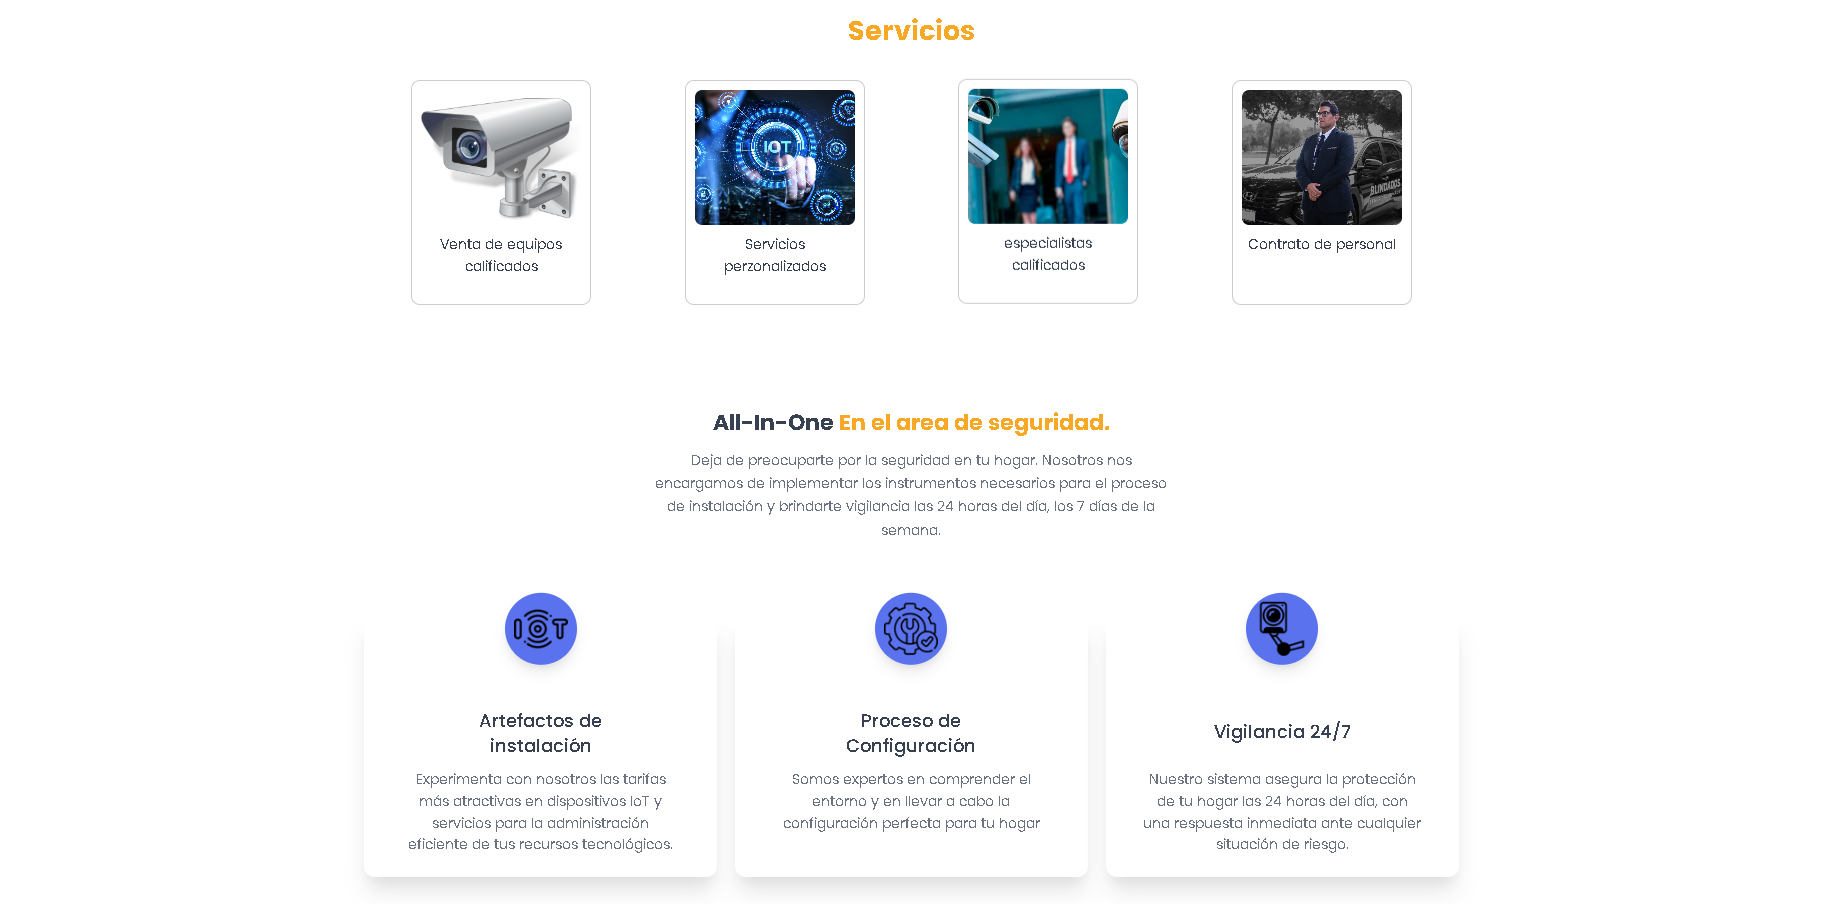 Servicios
IOT
BLINDADOS
Venta de equipos
calificados
Servicios
perzonalizados
especialistas
calificados
Contrato de personal
All-In-One En el area de seguridad.
Deja de preocuparte por la seguridad en tu hogar. Nosotros nos
encargamos de implementar los instrumentos necesarios para el proceso
de instalación y brindarte vigilancia las 24 horas del día, los 7 días de la
semana.
IOT
Artefactos de
instalación
Experimenta con nosotros las tarifas
más atractivas en dispositivos IoT y
servicios para la administración
eficiente de tus recursos tecnológicos.
Proceso de
Configuración
Somos expertos en comprender el
entorno y en llevar a cabo la
configuración perfecta para tu hogar
Vigilancia 24/7
Nuestro sistema asegura la protección
de tu hogar las 24 horas del día, con
una respuesta inmediata ante cualquier
situación de riesgo.